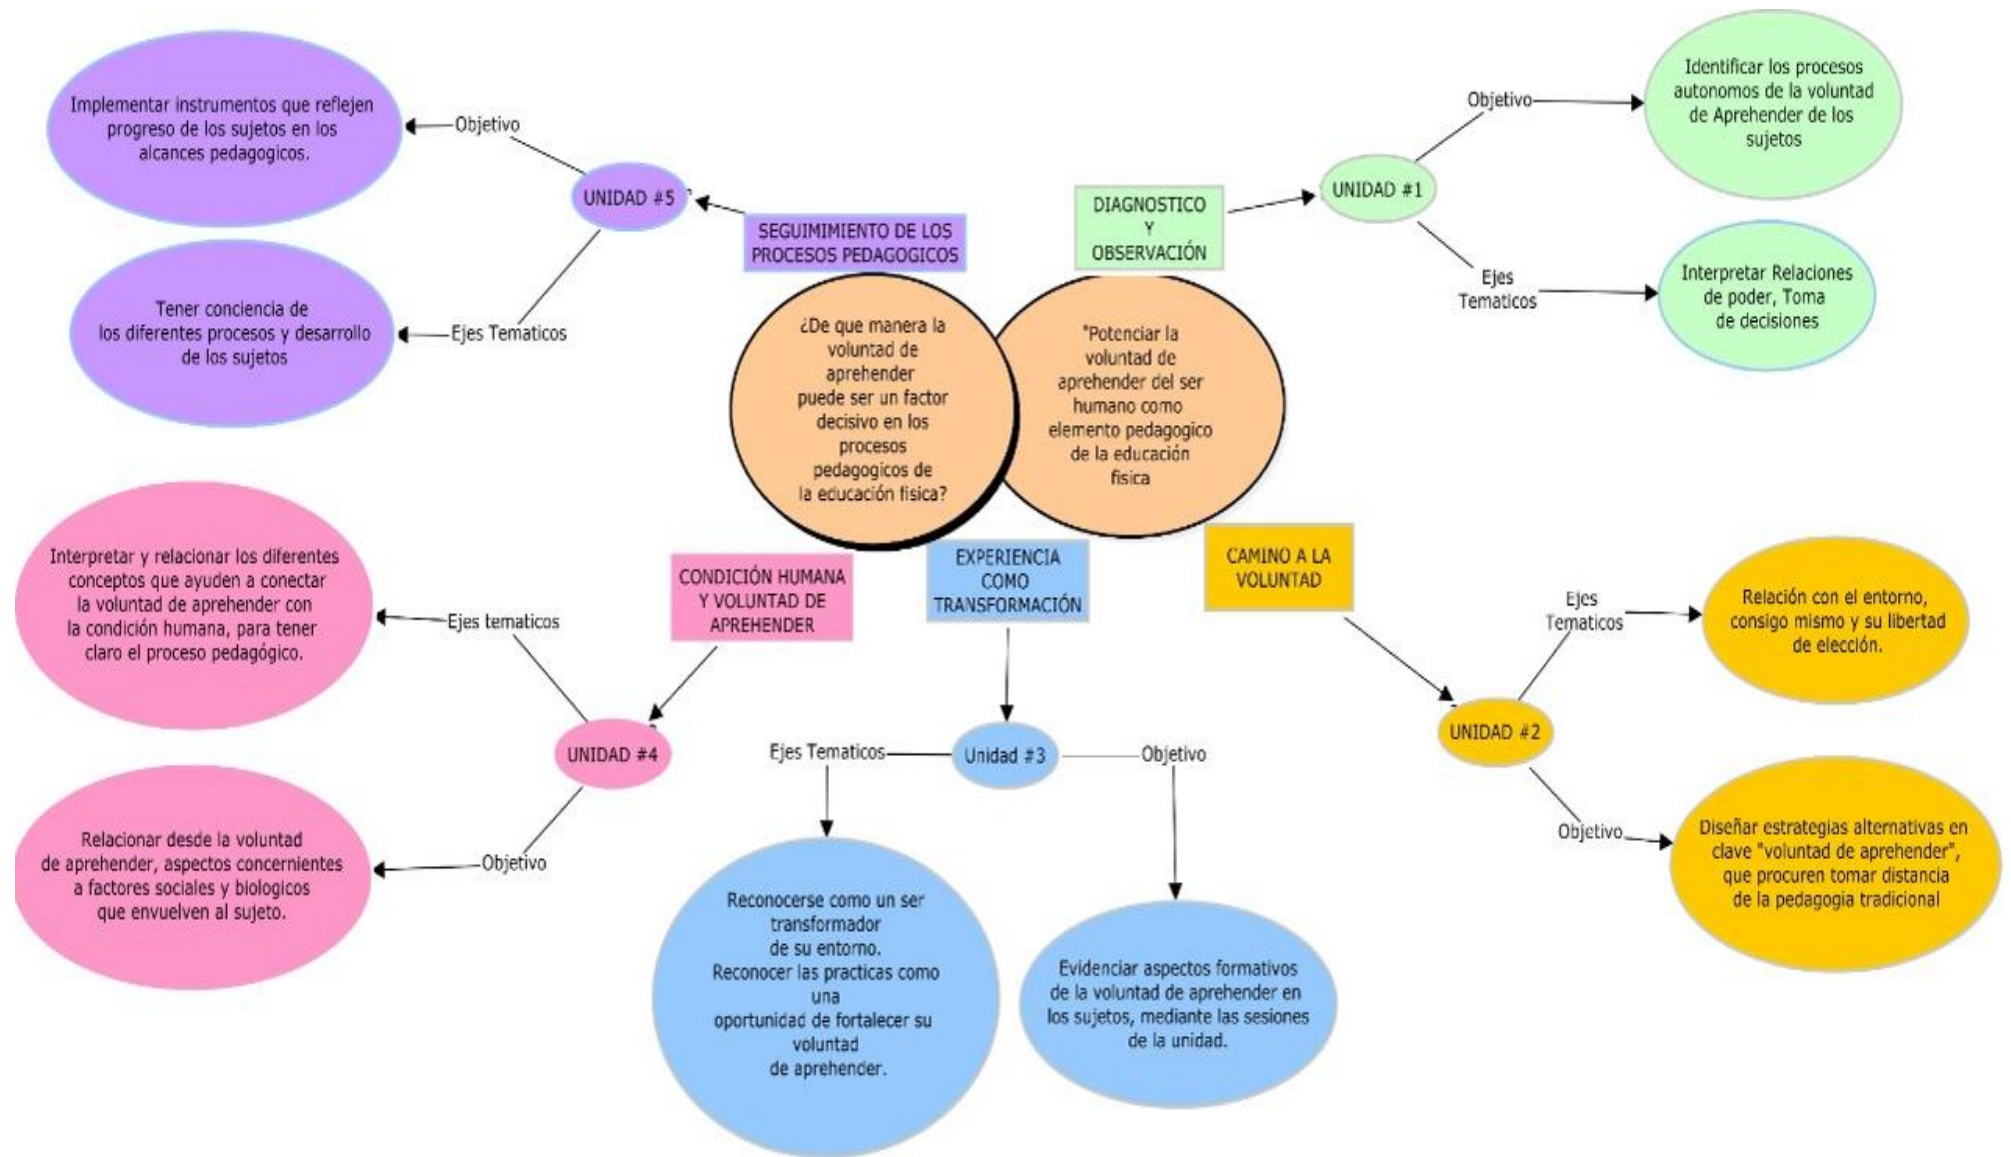 Implementar instrumentos que reflejen
progreso de los sujetos en los
alcances pedagogicos.
Objetivo
UNIDAD #5
Tener conciencia de
los diferentes procesos y desarrollo
de los sujetos
Ejes Tematicos
SEGUIMIMIENTO DE LOS
PROCESOS PEDAGOGICOS
DIAGNOSTICO
Y
OBSERVACIÓN
UNIDAD #1
Objetivo
Identificar los procesos
autonomos de la voluntad
de Aprehender de los
sujetos
Ejes
Tematicos
Interpretar Relaciones
de poder, Toma
de decisiones
¿De que manera la
voluntad de
aprehender
puede ser un factor
decisivo en los
procesos
pedagogicos de
la educación fisica?
"Potenciar la
voluntad de
aprehender del ser
humano como
elemento pedagogico
de la educación
fisica
CONDICIÓN HUMANA
Y VOLUNTAD DE
APREHENDER
UNIDAD #4
Ejes tematicos
Interpretar y relacionar los diferentes
conceptos que ayuden a conectar
la voluntad de aprehender con
la condición humana, para tener
claro el proceso pedagógico.
Objetivo
Relacionar desde la voluntad
de aprehender, aspectos concernientes
a factores sociales y biologicos
que envuelven al sujeto.
EXPERIENCIA
COMO
TRANSFORMACIÓN
Unidad #3
Ejes Tematicos
Reconocerse como un ser
transformador
de su entorno.
Reconocer las practicas como
una
oportunidad de fortalecer su
voluntad
de aprehender.
Objetivo
Evidenciar aspectos formativos
de la voluntad de aprehender en
los sujetos, mediante las sesiones
de la unidad.
CAMINO A LA
VOLUNTAD
UNIDAD #2
Ejes
Tematicos
Relación con el entorno,
consigo mismo y su libertad
de elección.
Objetivo
Diseñar estrategias alternativas en
clave "voluntad de aprehender",
que procuren tomar distancia
de la pedagogia tradicional